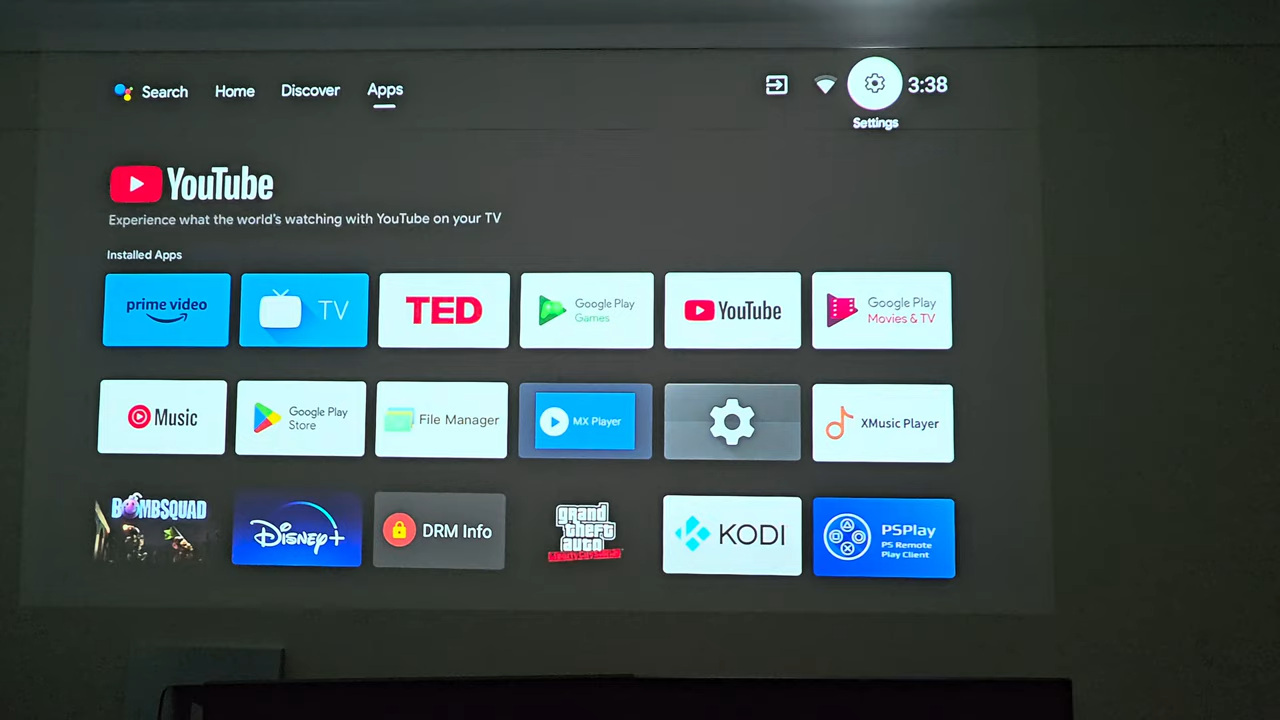 Search Home Discover Apps
3:38
Settings
YouTube
Experience what the world's watching with YouTube on your TV
Installed Apps
prime video
TV
TED
Google Play
Games
YouTube
Google Play
Movies & TV
Music
Google Play
Store
File Manager
MX Player
XMusic Player
BOMBSQUAD
Disney+
DRM Info
grand
theft
auto
KODI
PSPlay
PS Remote
Play Client